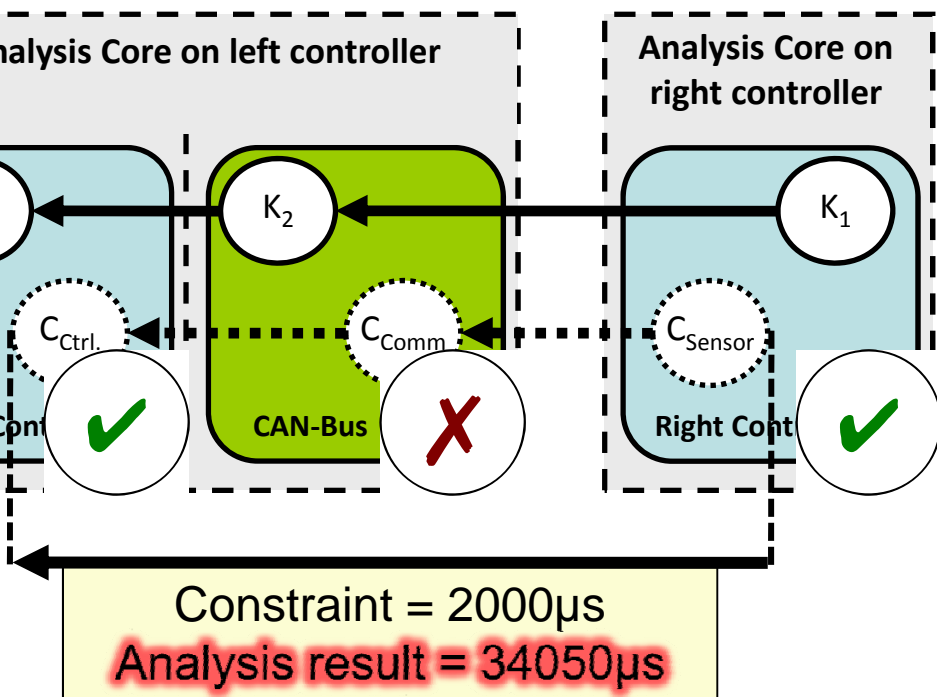 nalysis Core on left controller
Analysis Core on
right controller
K2
K1
CCtrl.
CComm
CSensor
Cont
CAN-Bus
Right Cont
Constraint = 2000µs
Analysis result = 34050µs